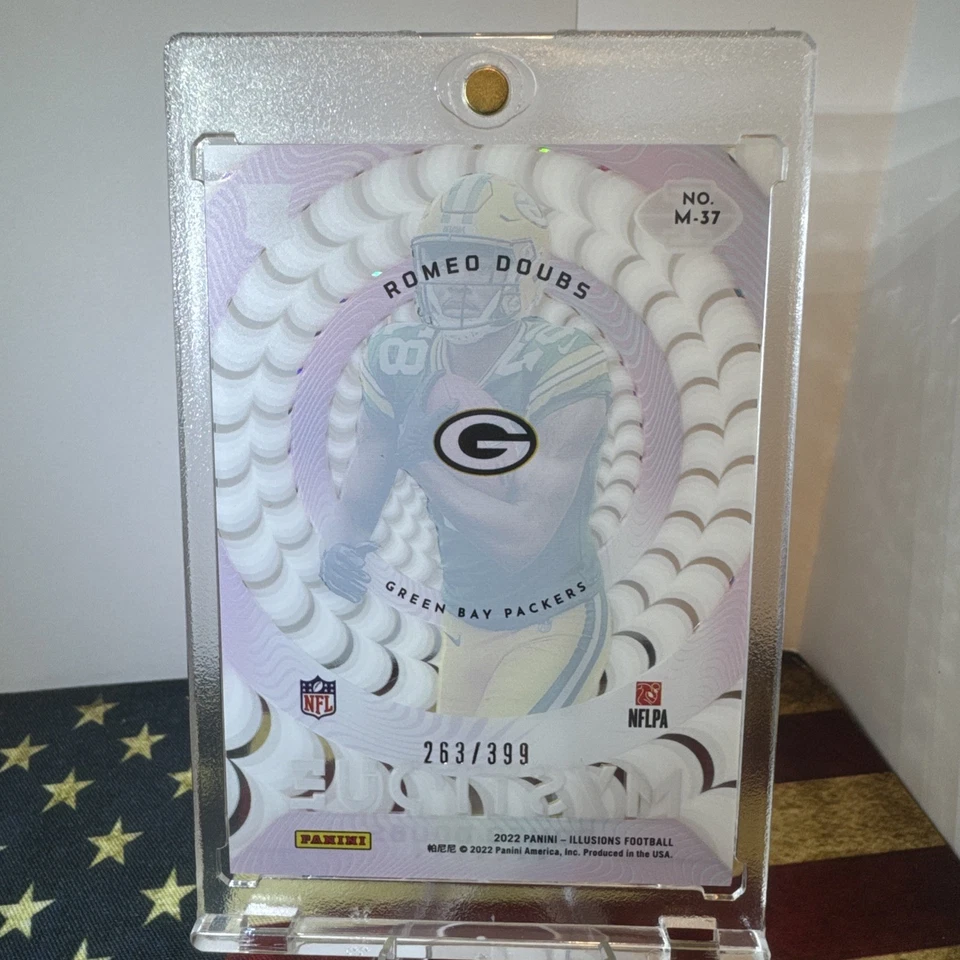 NO.
M-37
ROMEO DOUBS
GREEN BAY PACKERS
NFL
NFLPA
263/399
MYSTIQUE
PANINI
2022 PANINI – ILLUSIONS FOOTBALL
帕尼尼 © 2022 Panini America, Inc. Produced in the USA.